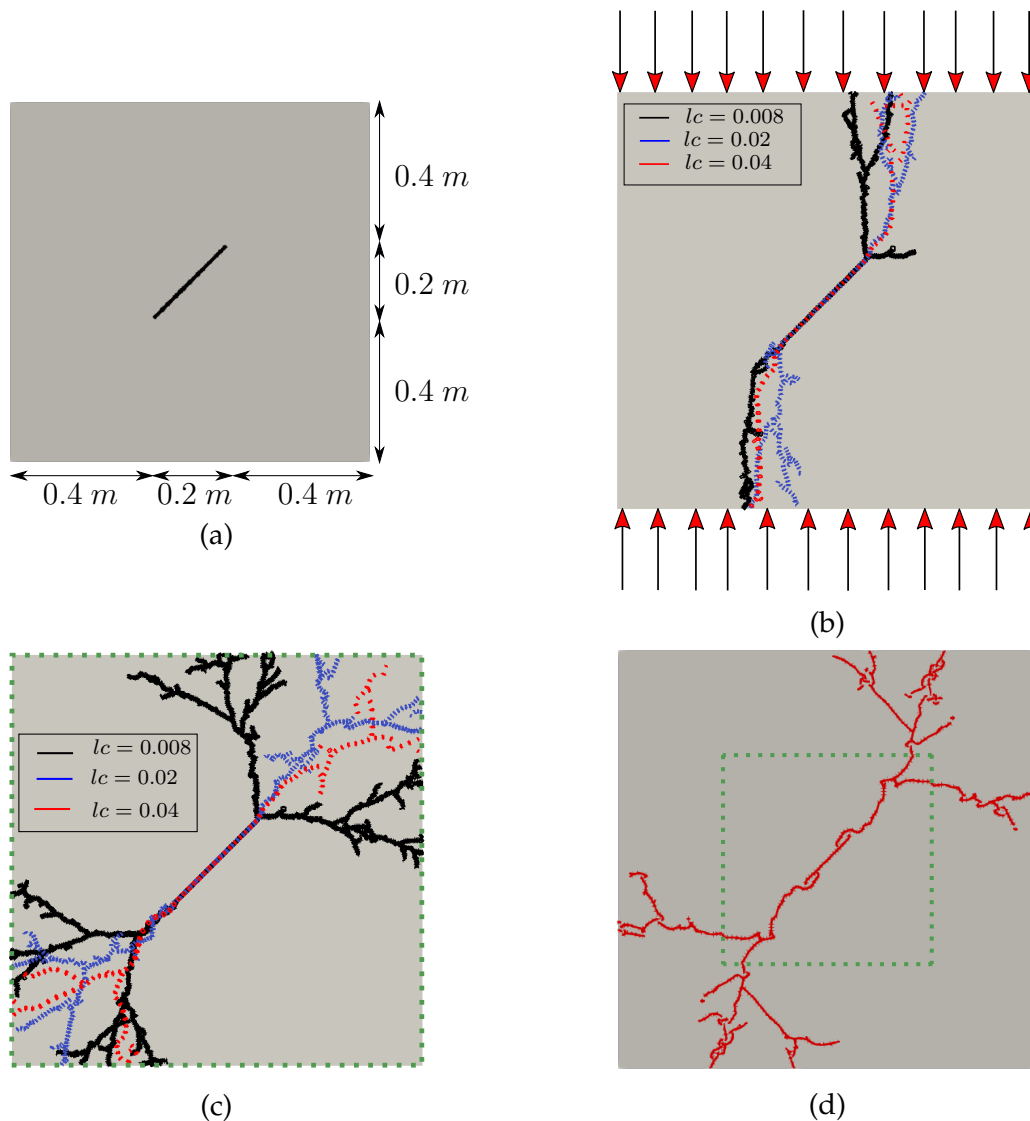 0.4 m
0.2 m
0.4 m
0.4 m
0.2 m
0.4 m
(a)
lc = 0.008
lc = 0.02
lc = 0.04
(b)
lc = 0.008
lc = 0.02
lc = 0.04
(c)
(d)